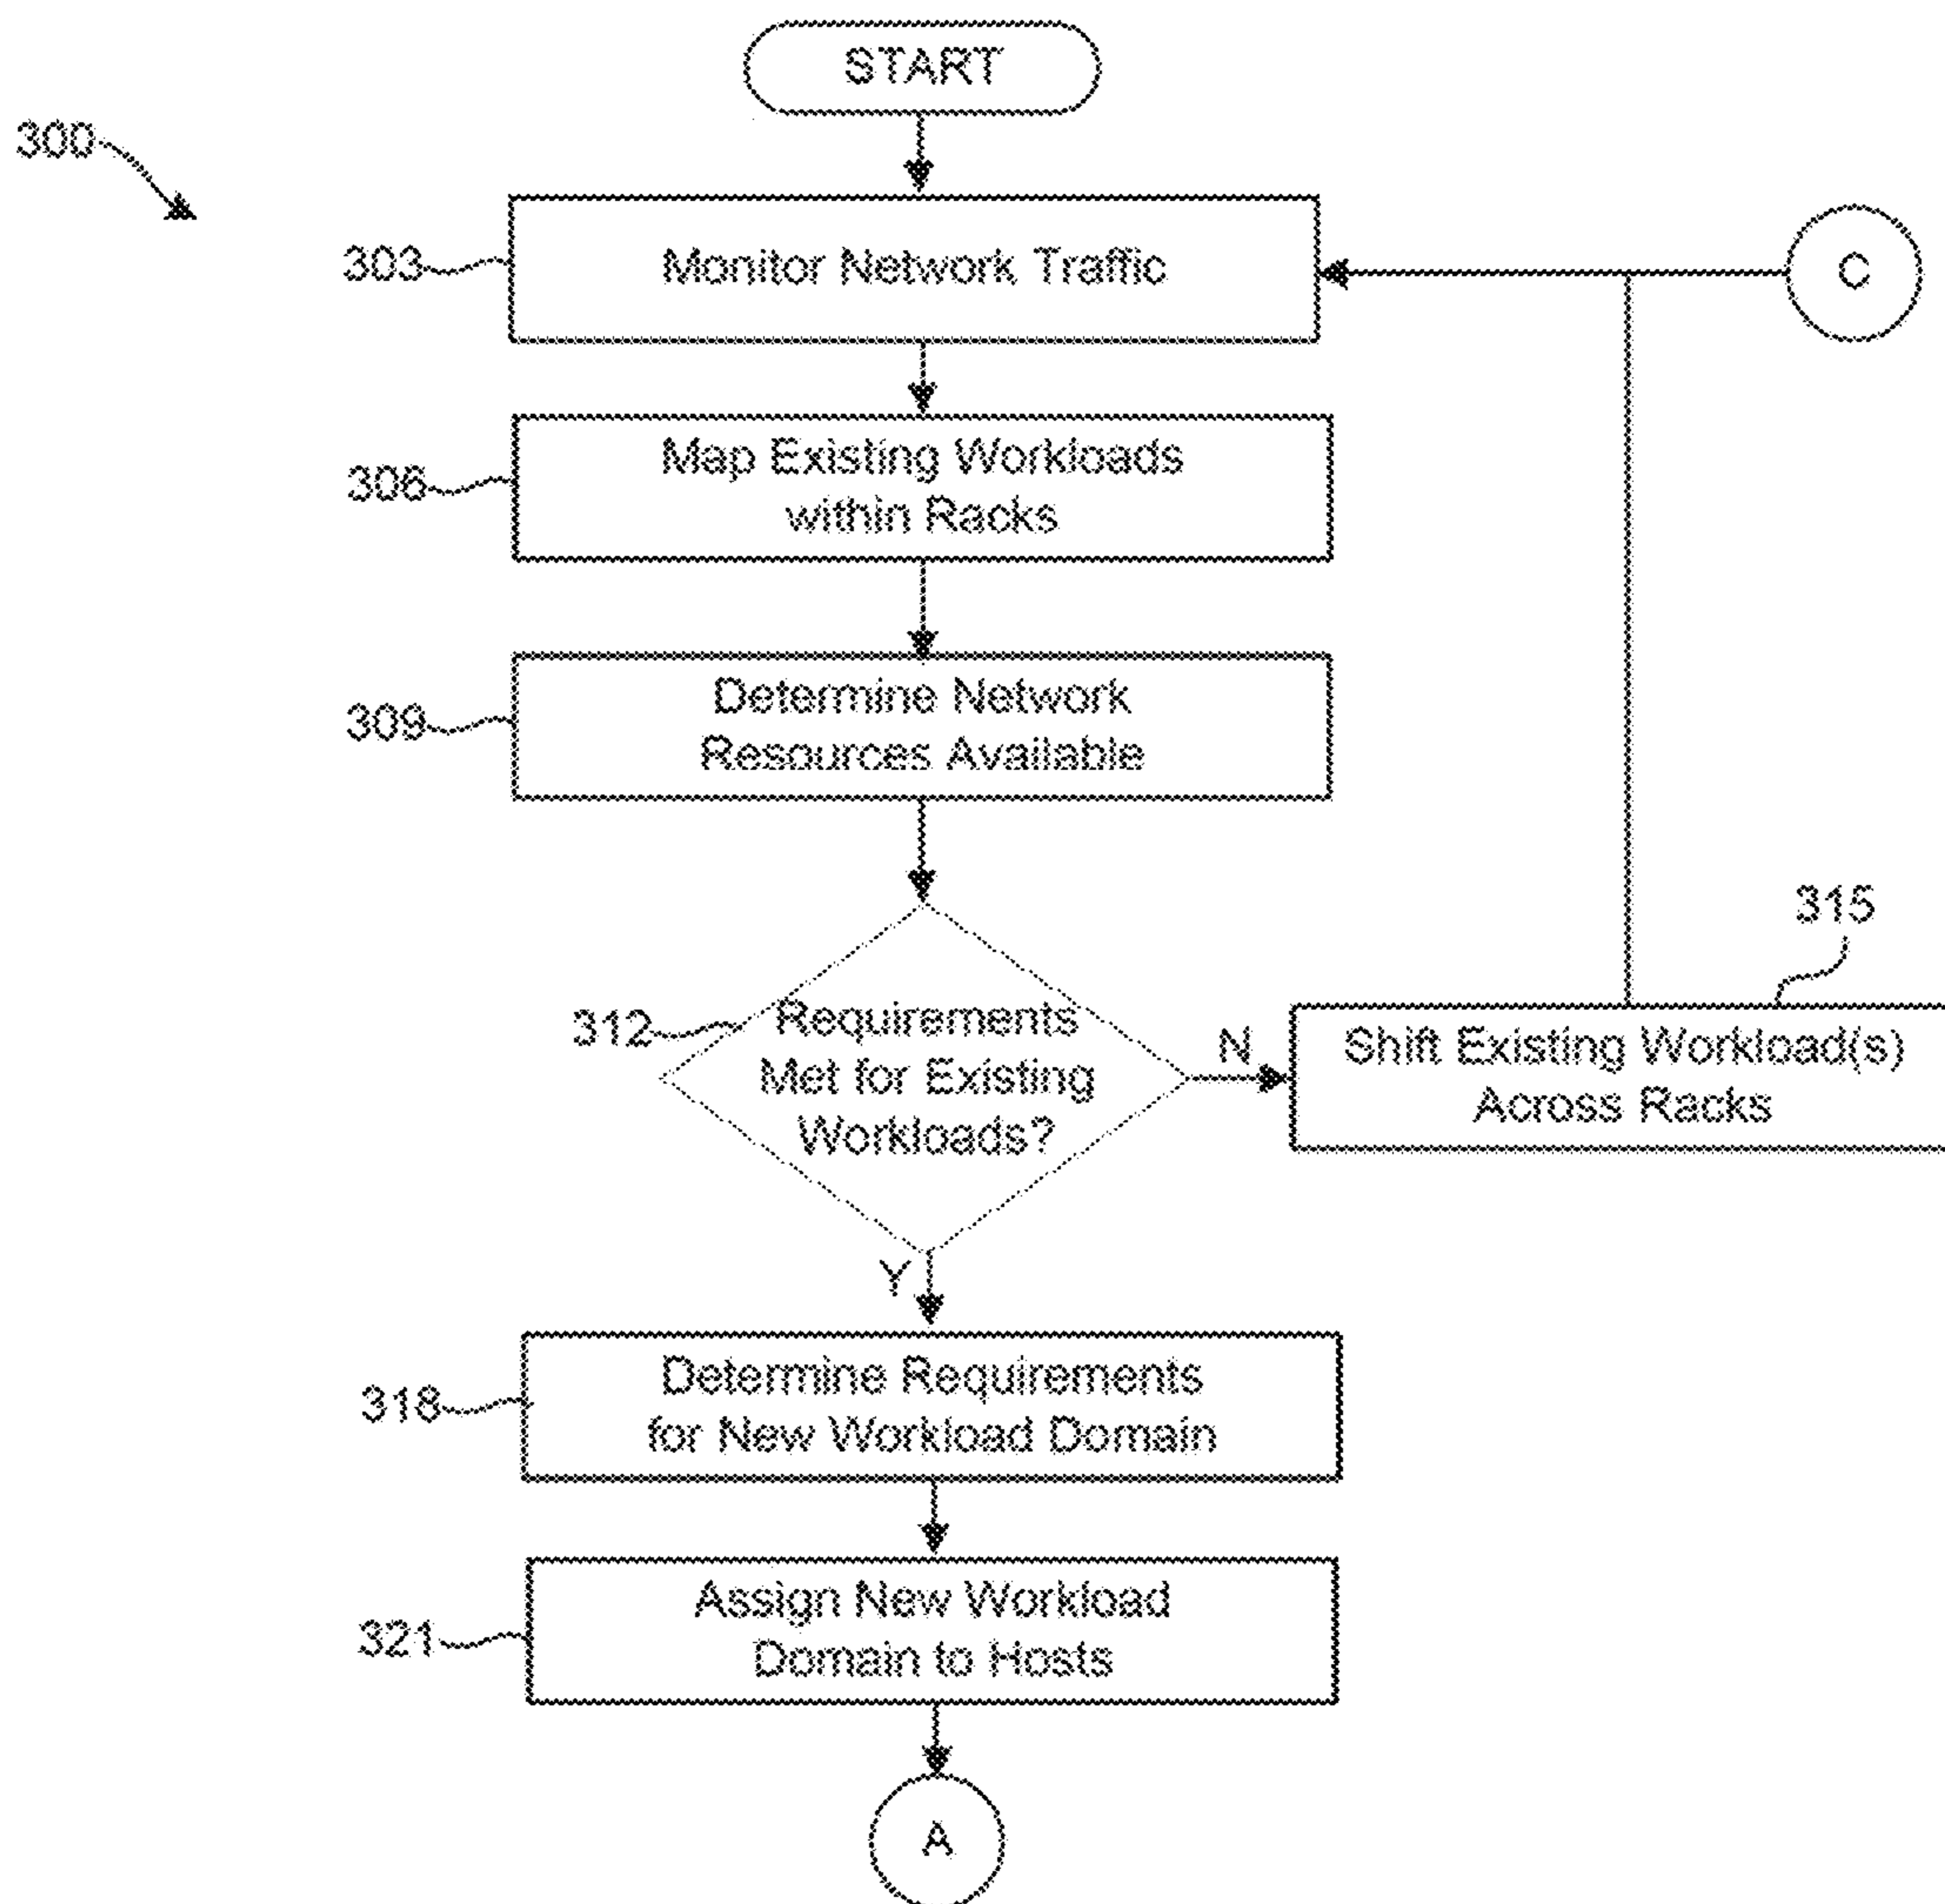 START
300
303
Monitor Network Traffic
C
306
Map Existing Workloads
within Racks
309
Determine Network
Resources Available
315
312
Requirements
Met for Existing
Workloads?
N
Shift Existing Workload(s)
Across Racks
Y
318
Determine Requirements
for New Workload Domain
321
Assign New Workload
Domain to Hosts
A